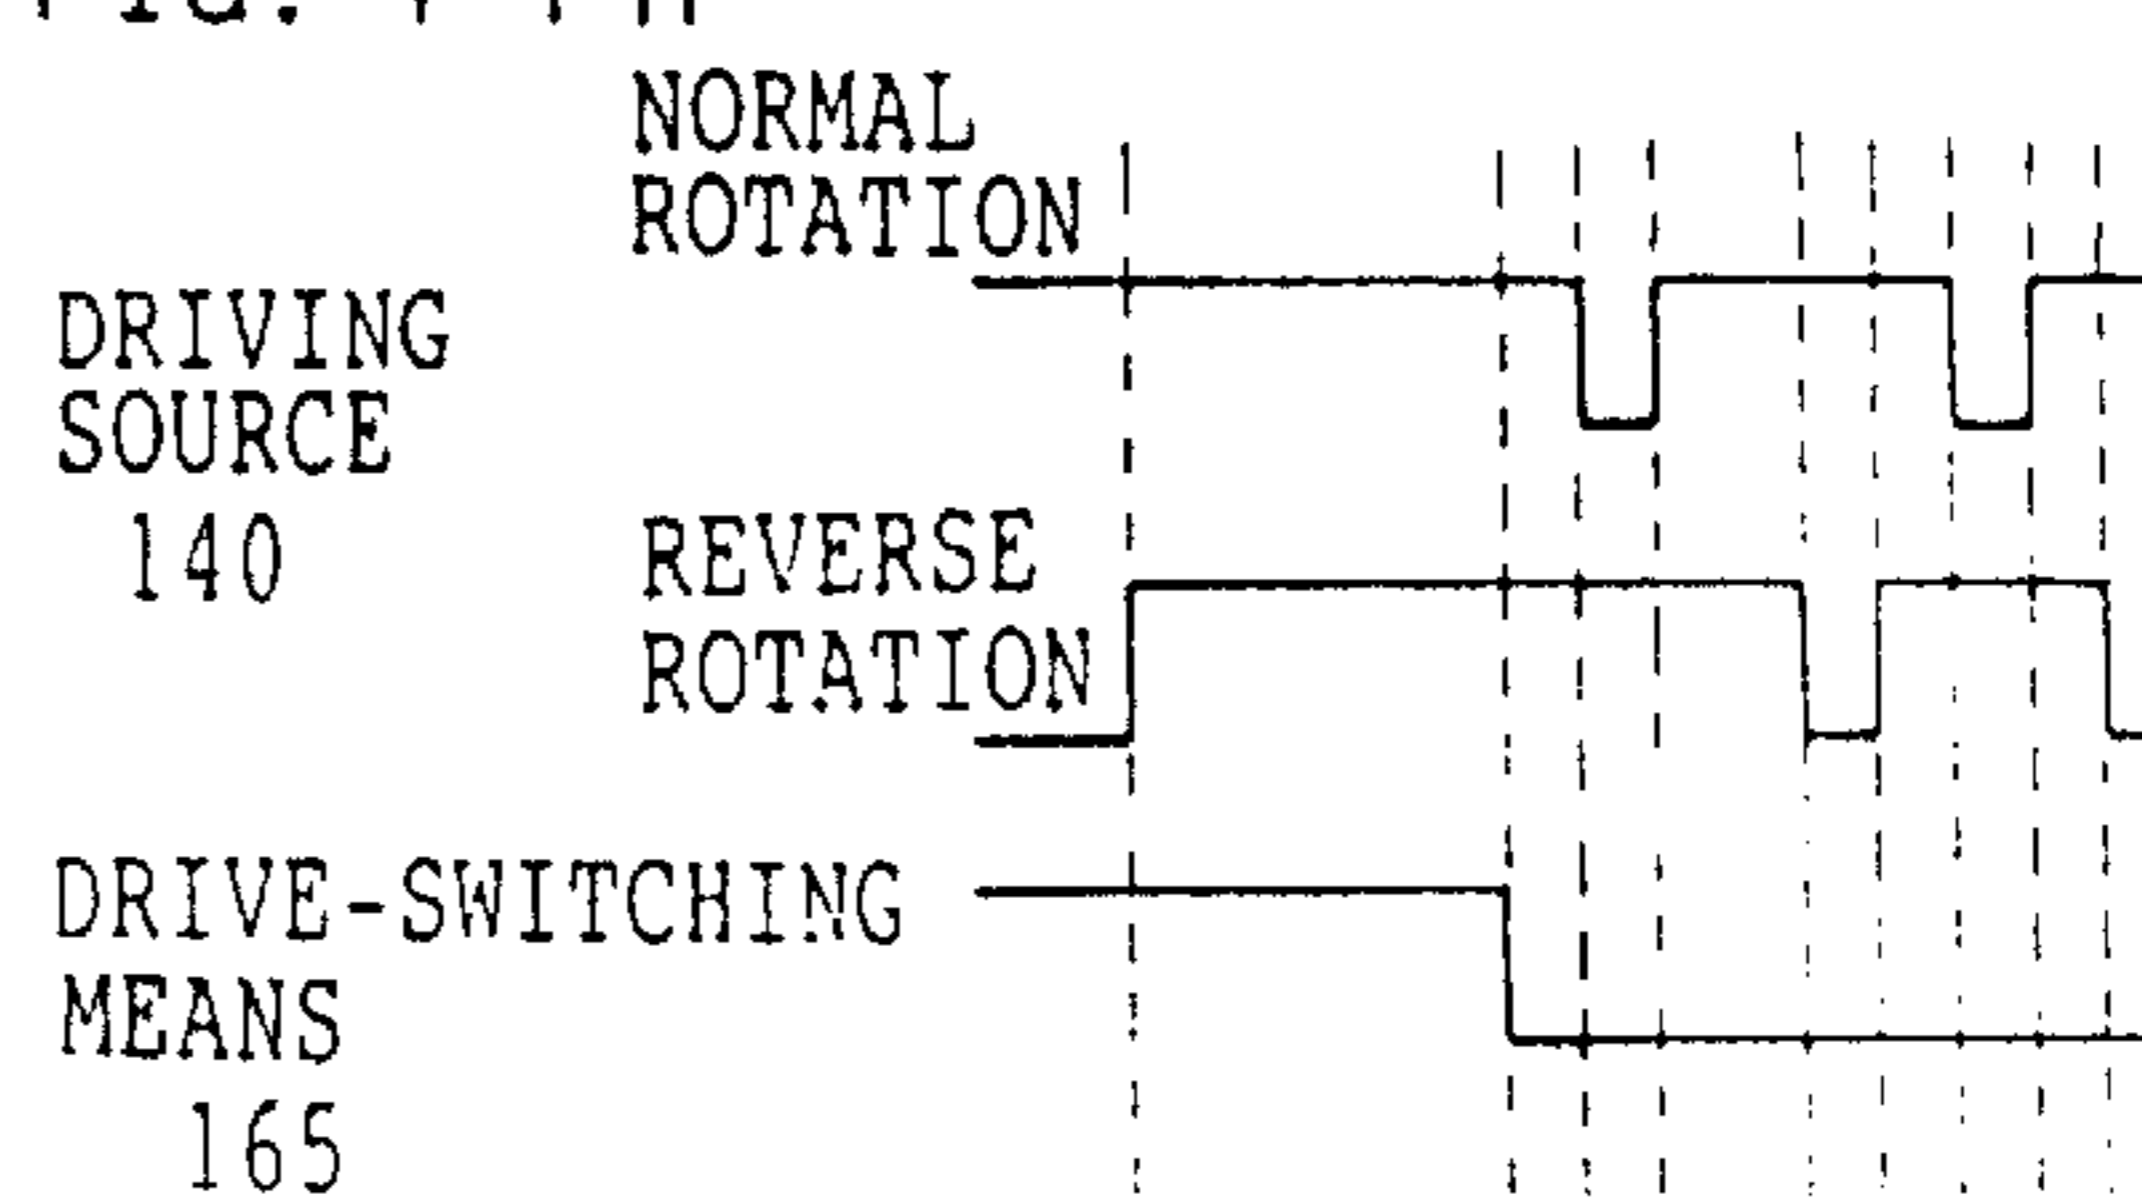 NORMAL
ROTATION
DRIVING
SOURCE
140
REVERSE
ROTATION
DRIVE-SWITCHING
MEANS
165